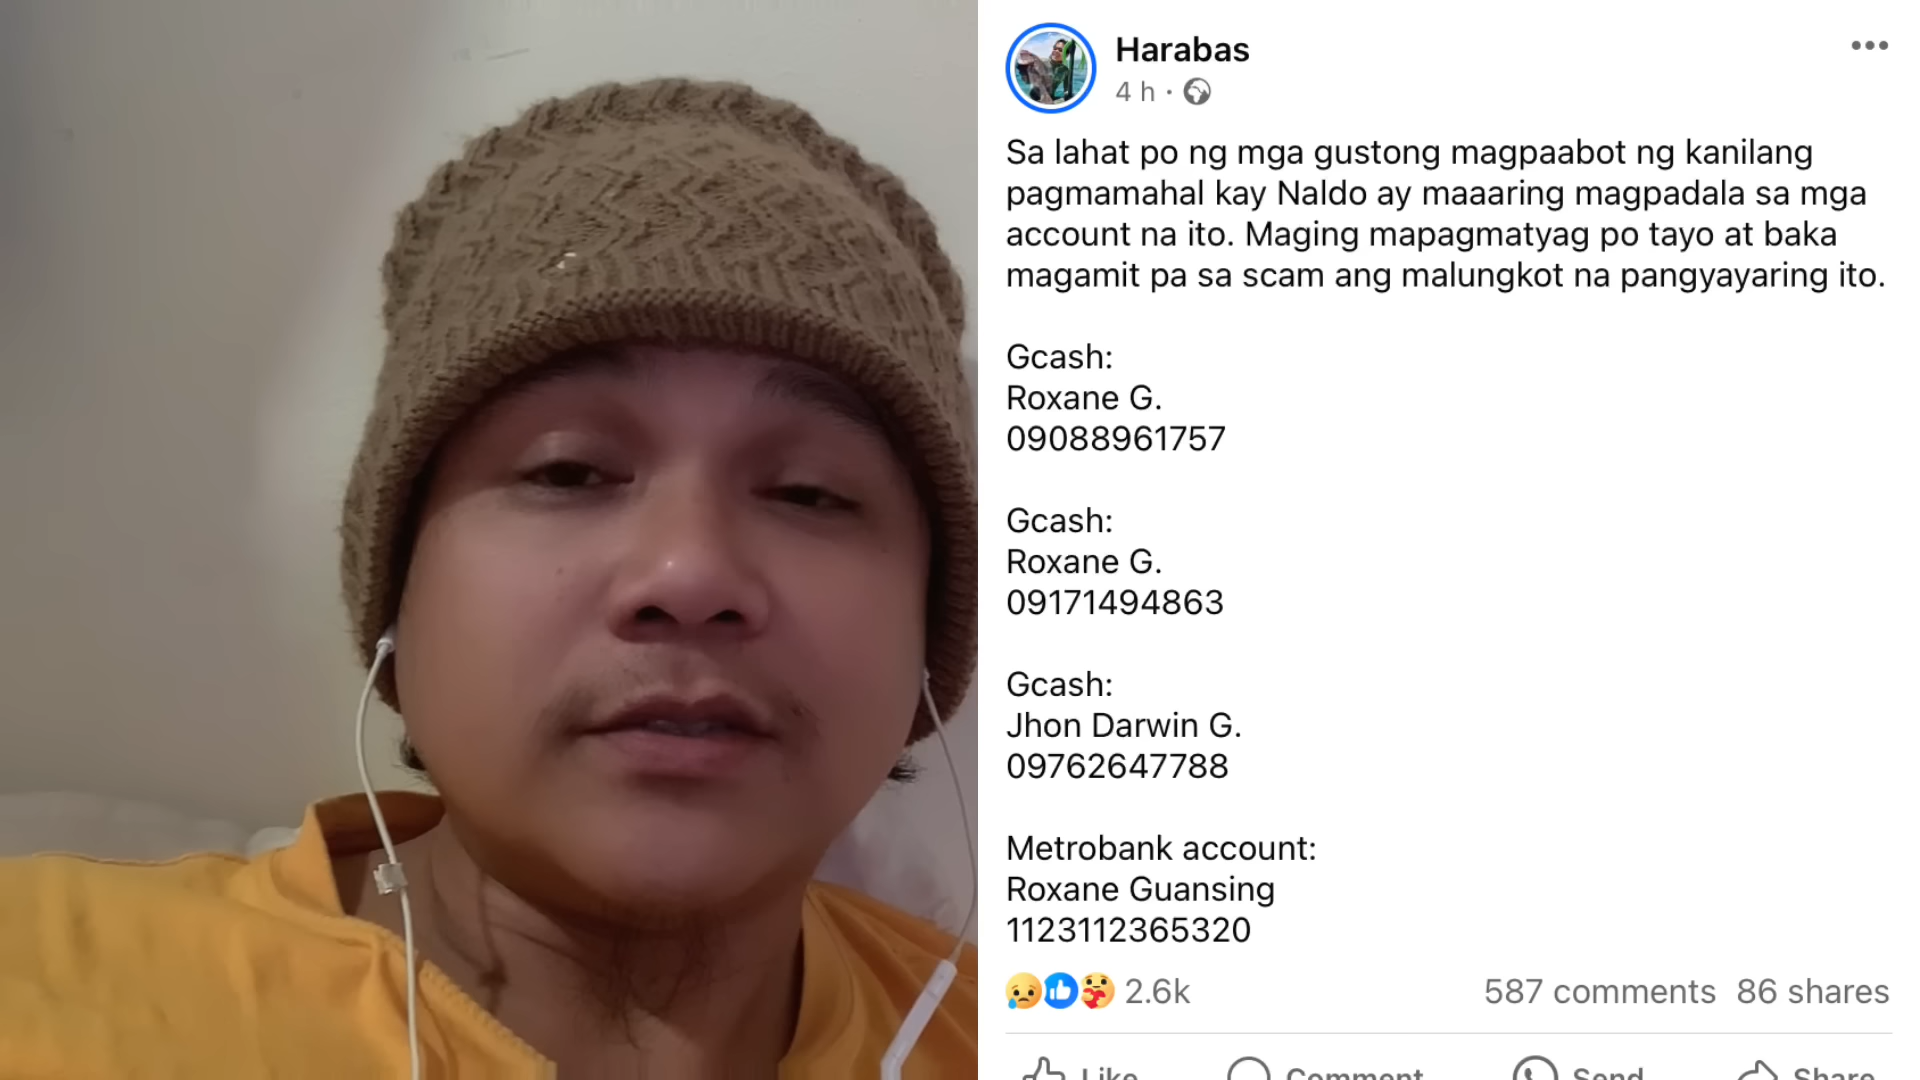 Harabas
4 h ·
Sa lahat po ng mga gustong magpaabot ng kanilang
pagmamahal kay Naldo ay maaaring magpadala sa mga
account na ito. Maging mapagmatyag po tayo at baka
magamit pa sa scam ang malungkot na pangyayaring ito.
Gcash:
Roxane G.
09088961757
Gcash:
Roxane G.
09171494863
Gcash:
Jhon Darwin G.
09762647788
Metrobank account:
Roxane Guansing
1123112365320
2.6k 587 comments 86 shares
Like Comment Send Share